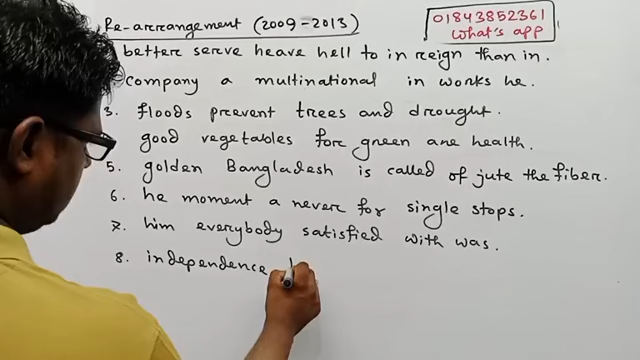 Re-arrangement (2009-2013)
01843852361
What's app
better serve heave hell to in reign than in.
company a multinational in works he.
3. floods prevent trees and drought.
good vegetables fore green are health.
5. golden Bangladesh is called of jute the fiber.
6. he moment a never for single stops.
7. him everybody satisfied with was.
8. independence